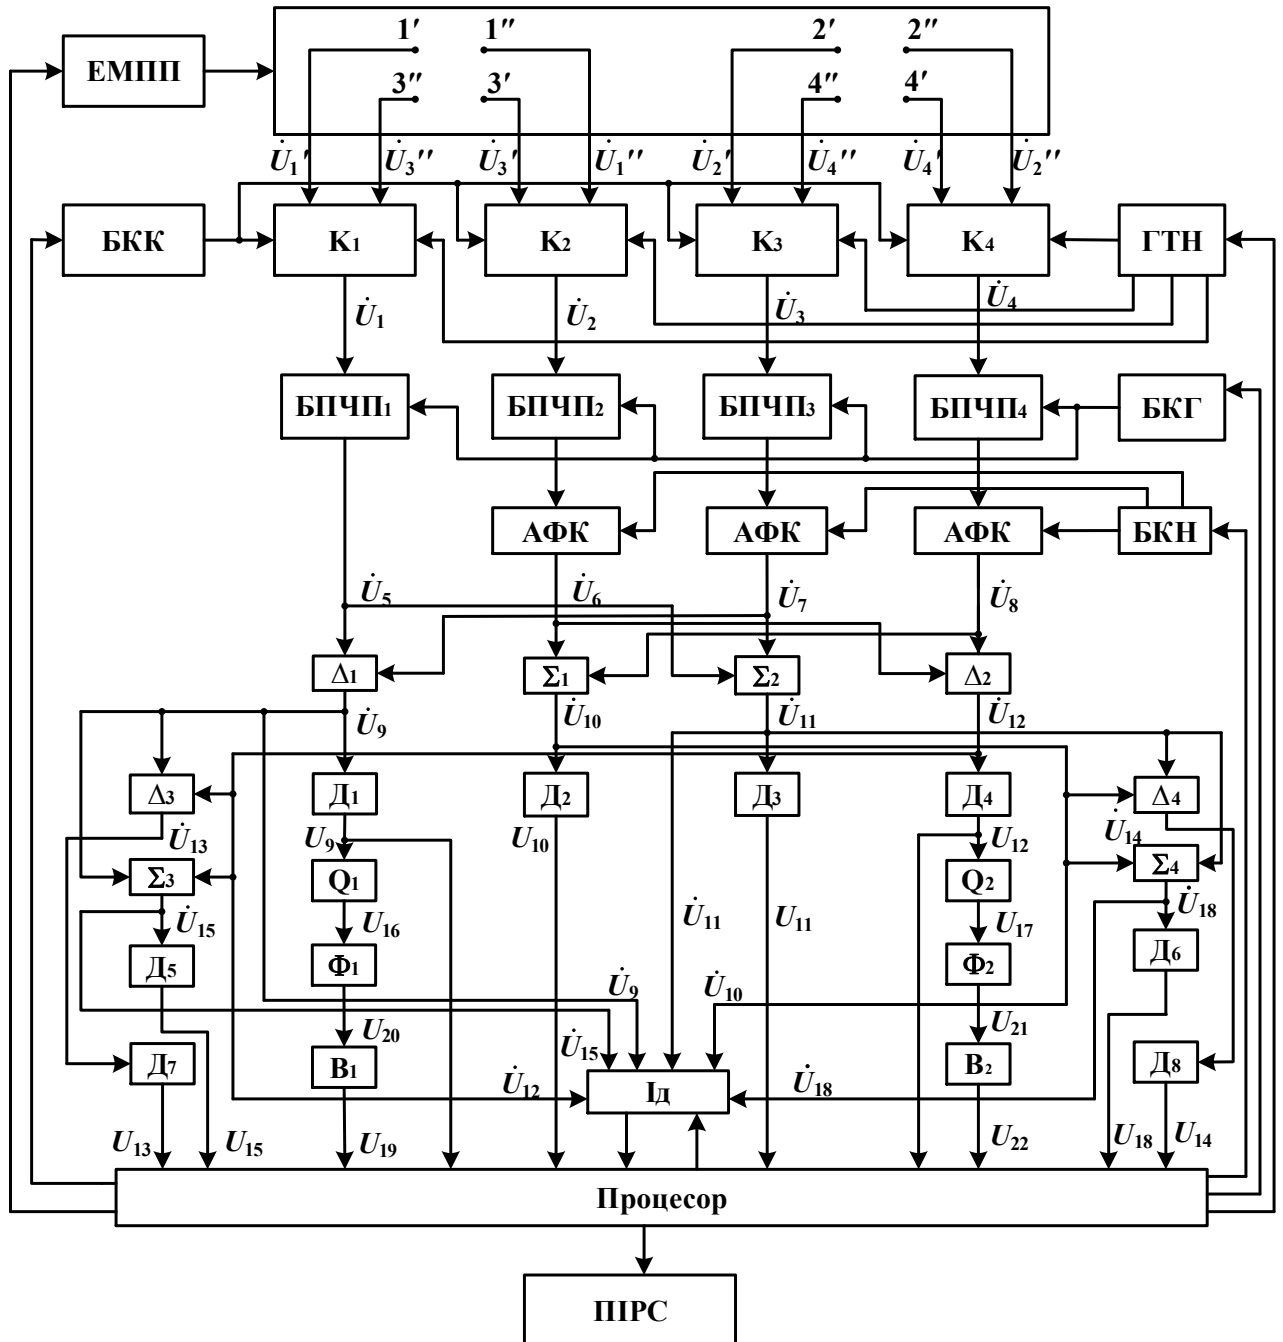 1′ 1″ 2′ 2″
ЕМПП
3″ 3′ 4″ 4′
U̇1′ U̇3″ U̇3′ U̇1″ U̇2′ U̇4″ U̇4′ U̇2″
БКК K1 K2 K3 K4 ГТН
U̇1 U̇2 U̇3 U̇4
БПЧП1 БПЧП2 БПЧП3 БПЧП4 БКГ
АФК АФК АФК БКН
U̇5 U̇6 U̇7 U̇8
Δ1 Σ1 Σ2 Δ2
U̇9 U̇10 U̇11 U̇12
Δ3 Д1 Д2 Д3 Д4 Δ4
U̇13 U9 U10 U12 U̇14
Σ3 Q1 Q2 Σ4
U̇15 U16 U̇11 U11 U17 U̇18
Д5 Φ1 Φ2 Д6
U̇9 U̇10
U20 U̇15 U21
Д7 В1 В2 Д8
U̇12 Ід U̇18
U13 U15 U19 U22 U18 U14
Процесор
ПІРС